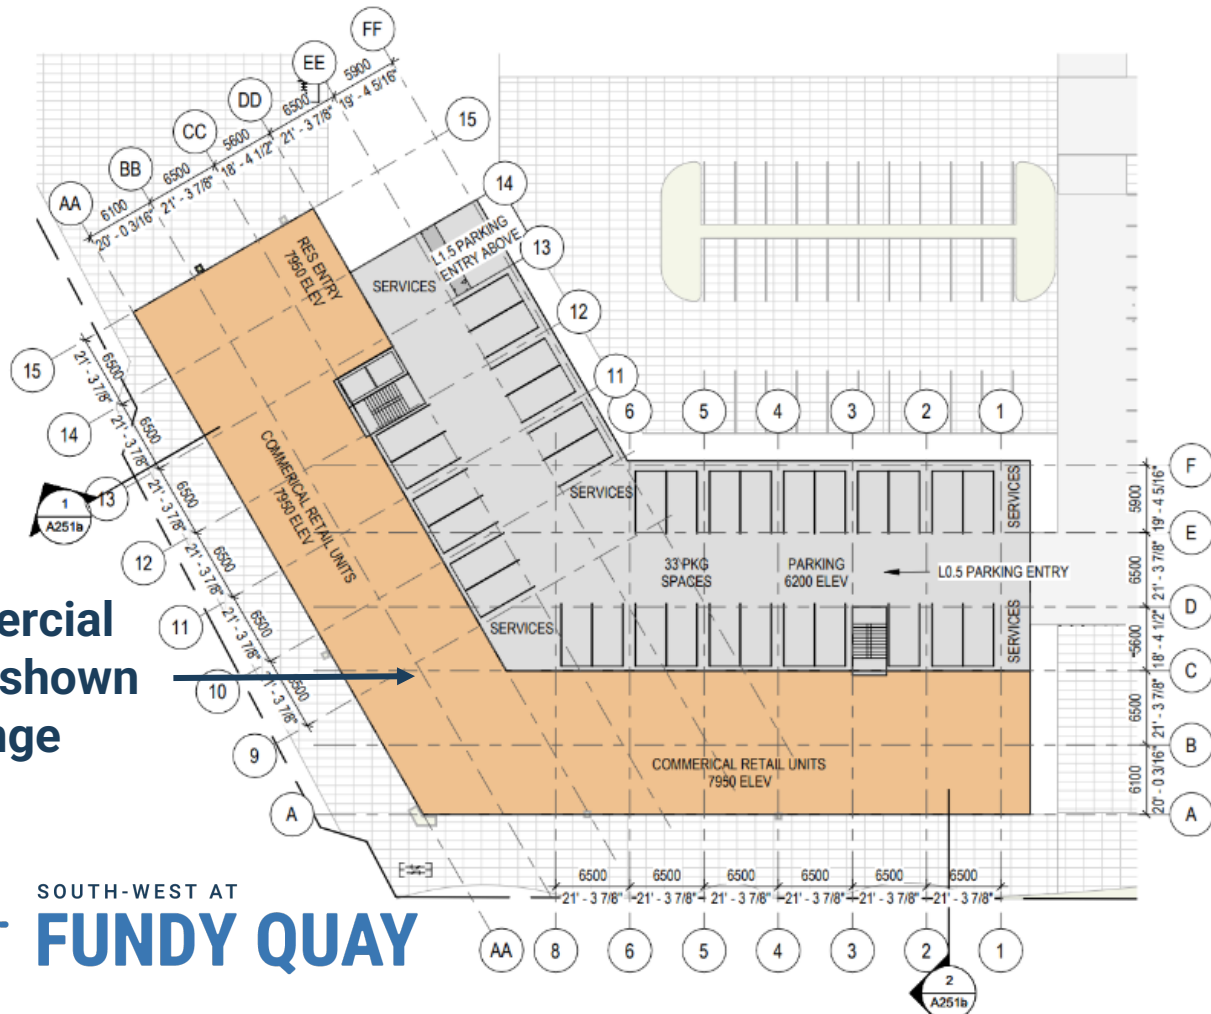 FF
EE
DD
CC
BB
AA
5900
19' - 4 5/16"
6500
21' - 3 7/8"
5600
18' - 4 1/2"
6500
21' - 3 7/8"
6100
20' - 0 3/16"
15
14
13
12
11
RES ENTRY
7950 ELEV
SERVICES
L1.5 PARKING
ENTRY ABOVE
15
14
13
12
11
10
9
A
6500
21' - 3 7/8"
6500
21' - 3 7/8"
6500
21' - 3 7/8"
6500
21' - 3 7/8"
6500
21' - 3 7/8"
6500
21' - 3 7/8"
1
A251b
COMMERICAL RETAIL UNITS
7950 ELEV
6
5
4
3
2
1
SERVICES
SERVICES
33 PKG
SPACES
PARKING
6200 ELEV
L0.5 PARKING ENTRY
SERVICES
SERVICES
F
E
D
C
B
A
5900
19' - 4 5/16"
6500
21' - 3 7/8"
5600
18' - 4 1/2"
6500
21' - 3 7/8"
6100
20' - 0 3/16"
ercial
shown
nge
COMMERICAL RETAIL UNITS
7950 ELEV
6500
6500
6500
6500
6500
6500
21' - 3 7/8"
21' - 3 7/8"
21' - 3 7/8"
21' - 3 7/8"
21' - 3 7/8"
21' - 3 7/8"
AA
8
6
5
4
3
2
1
2
A251b
SOUTH-WEST AT
FUNDY QUAY